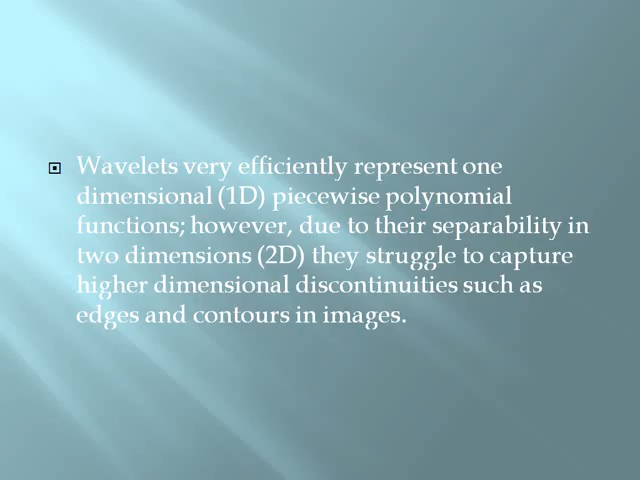 Wavelets very efficiently represent one
dimensional (1D) piecewise polynomial
functions; however, due to their separability in
two dimensions (2D) they struggle to capture
higher dimensional discontinuities such as
edges and contours in images.